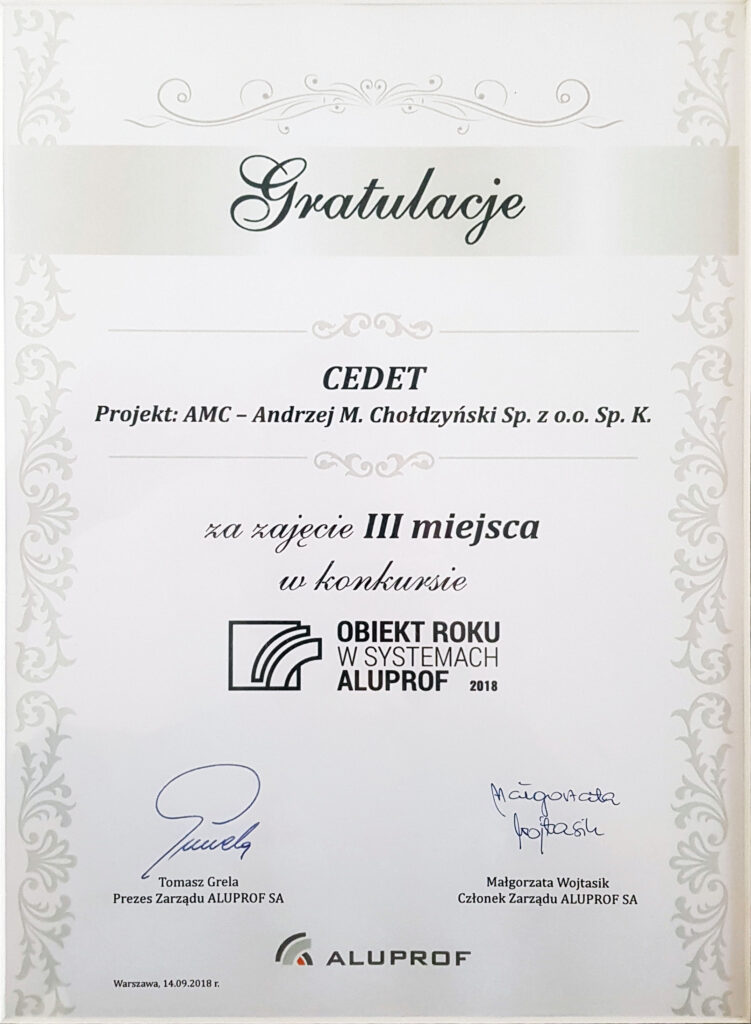 Gratulacje
CEDET
Projekt: AMC – Andrzej M. Chołdzyński Sp. z o.o. Sp. K.
za zajęcie III miejsca
w konkursie
OBIEKT ROKU
W SYSTEMACH
ALUPROF 2018
Małgorzata
Wojtasik
Tomasz Grela
Prezes Zarządu ALUPROF SA
Małgorzata Wojtasik
Członek Zarządu ALUPROF SA
ALUPROF
Warszawa, 14.09.2018 r.